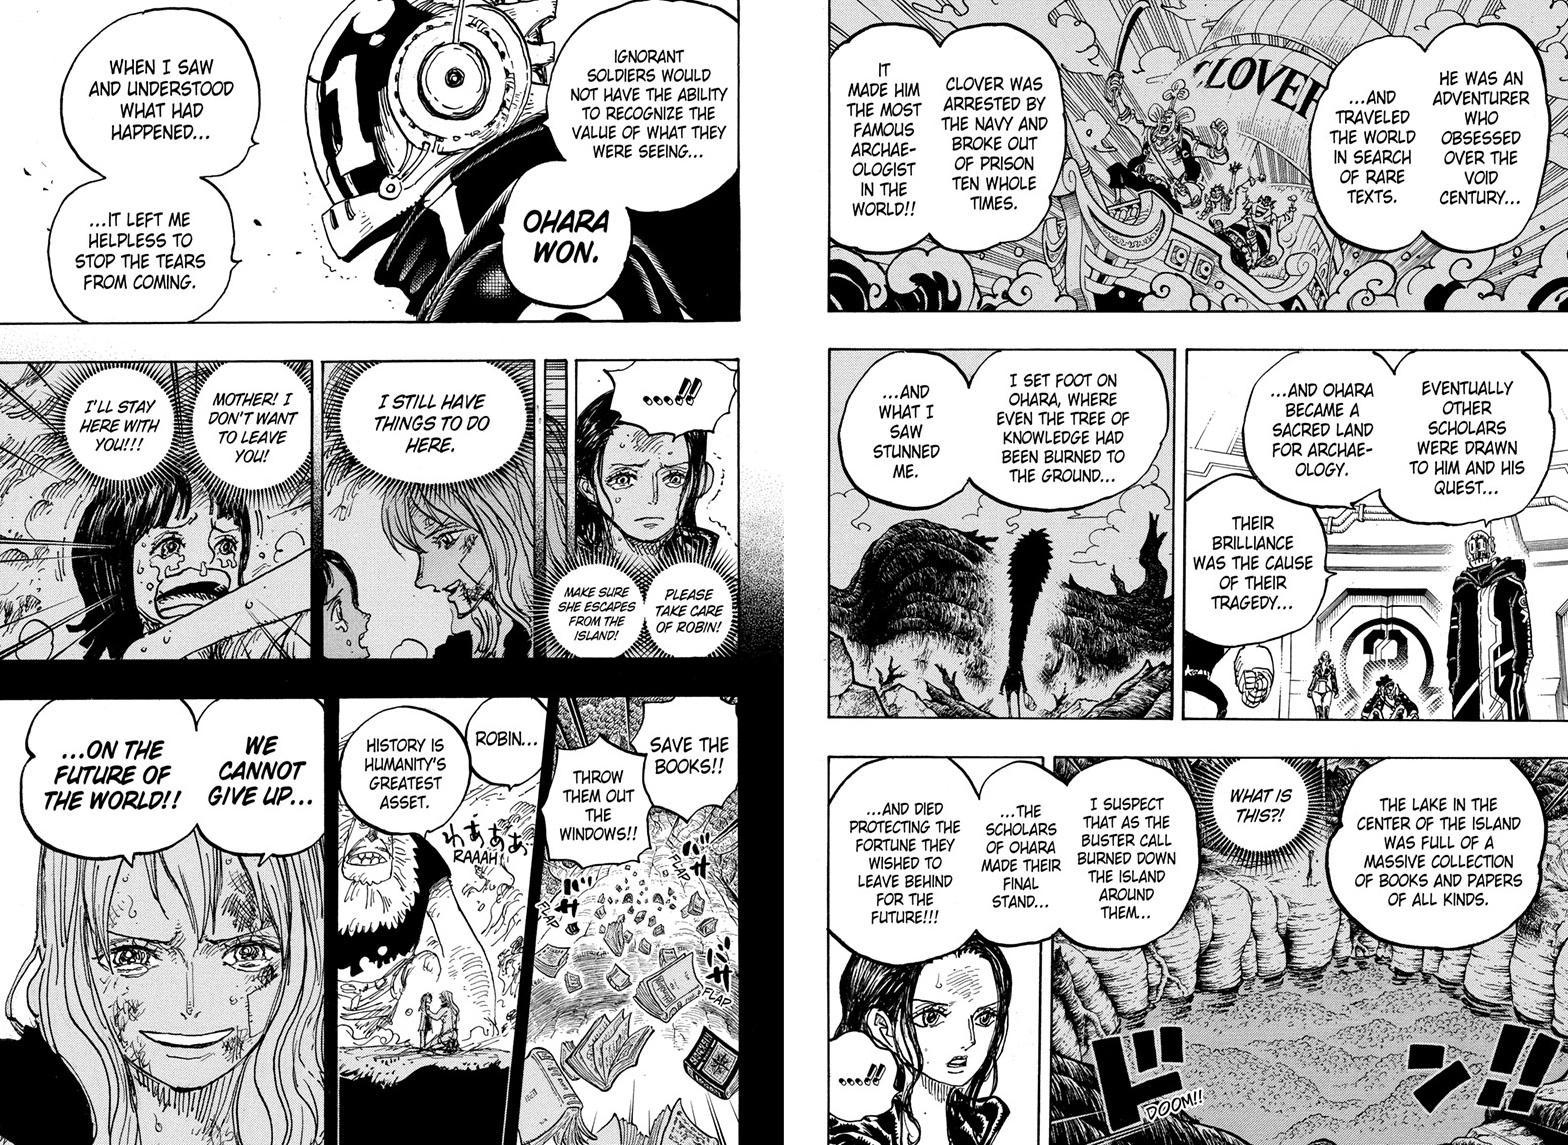 HE WAS AN
ADVENTURER
WHO
OBSESSED
OVER THE
VOID
CENTURY...
...AND
TRAVELED
THE WORLD
IN SEARCH
OF RARE
TEXTS.
CLOVER
CLOVER WAS
ARRESTED BY
THE NAVY AND
BROKE OUT
OF PRISON
TEN WHOLE
TIMES.
IT
MADE HIM
THE MOST
FAMOUS
ARCHAE-
OLOGIST
IN THE
WORLD!!
EVENTUALLY
OTHER
SCHOLARS
WERE DRAWN
TO HIM AND HIS
QUEST...
...AND OHARA
BECAME A
SACRED LAND
FOR ARCHAE-
OLOGY.
THEIR
BRILLIANCE
WAS THE CAUSE
OF THEIR
TRAGEDY...
I SET FOOT ON
OHARA, WHERE
EVEN THE TREE OF
KNOWLEDGE HAD
BEEN BURNED TO
THE GROUND...
...AND
WHAT I
SAW
STUNNED
ME.
THE LAKE IN THE
CENTER OF THE ISLAND
WAS FULL OF A
MASSIVE COLLECTION
OF BOOKS AND PAPERS
OF ALL KINDS.
WHAT IS
THIS?!
ドン!!
DOOM!!
I SUSPECT
THAT AS THE
BUSTER CALL
BURNED DOWN
THE ISLAND
AROUND
THEM...
...THE
SCHOLARS
OF OHARA
MADE THEIR
FINAL
STAND...
...AND DIED
PROTECTING THE
FORTUNE THEY
WISHED TO
LEAVE BEHIND
FOR THE
FUTURE!!!
....!!
IGNORANT
SOLDIERS WOULD
NOT HAVE THE ABILITY
TO RECOGNIZE THE
VALUE OF WHAT THEY
WERE SEEING...
OHARA
WON.
WHEN I SAW
AND UNDERSTOOD
WHAT HAD
HAPPENED...
...IT LEFT ME
HELPLESS TO
STOP THE TEARS
FROM COMING.
....!!
PLEASE
TAKE CARE
OF ROBIN!
MAKE SURE
SHE ESCAPES
FROM THE
ISLAND!
I STILL HAVE
THINGS TO DO
HERE.
MOTHER! I
DON'T WANT
TO LEAVE
YOU!
I'LL STAY
HERE WITH
YOU!!!
SAVE THE
BOOKS!!
THROW
THEM OUT
THE
WINDOWS!!
FLAP
バサ
FLAP
バサ
FLAP
ROBIN...
HISTORY IS
HUMANITY'S
GREATEST
ASSET.
わああぁ
RAAAH
WE
CANNOT
GIVE UP...
...ON THE
FUTURE OF
THE WORLD!!